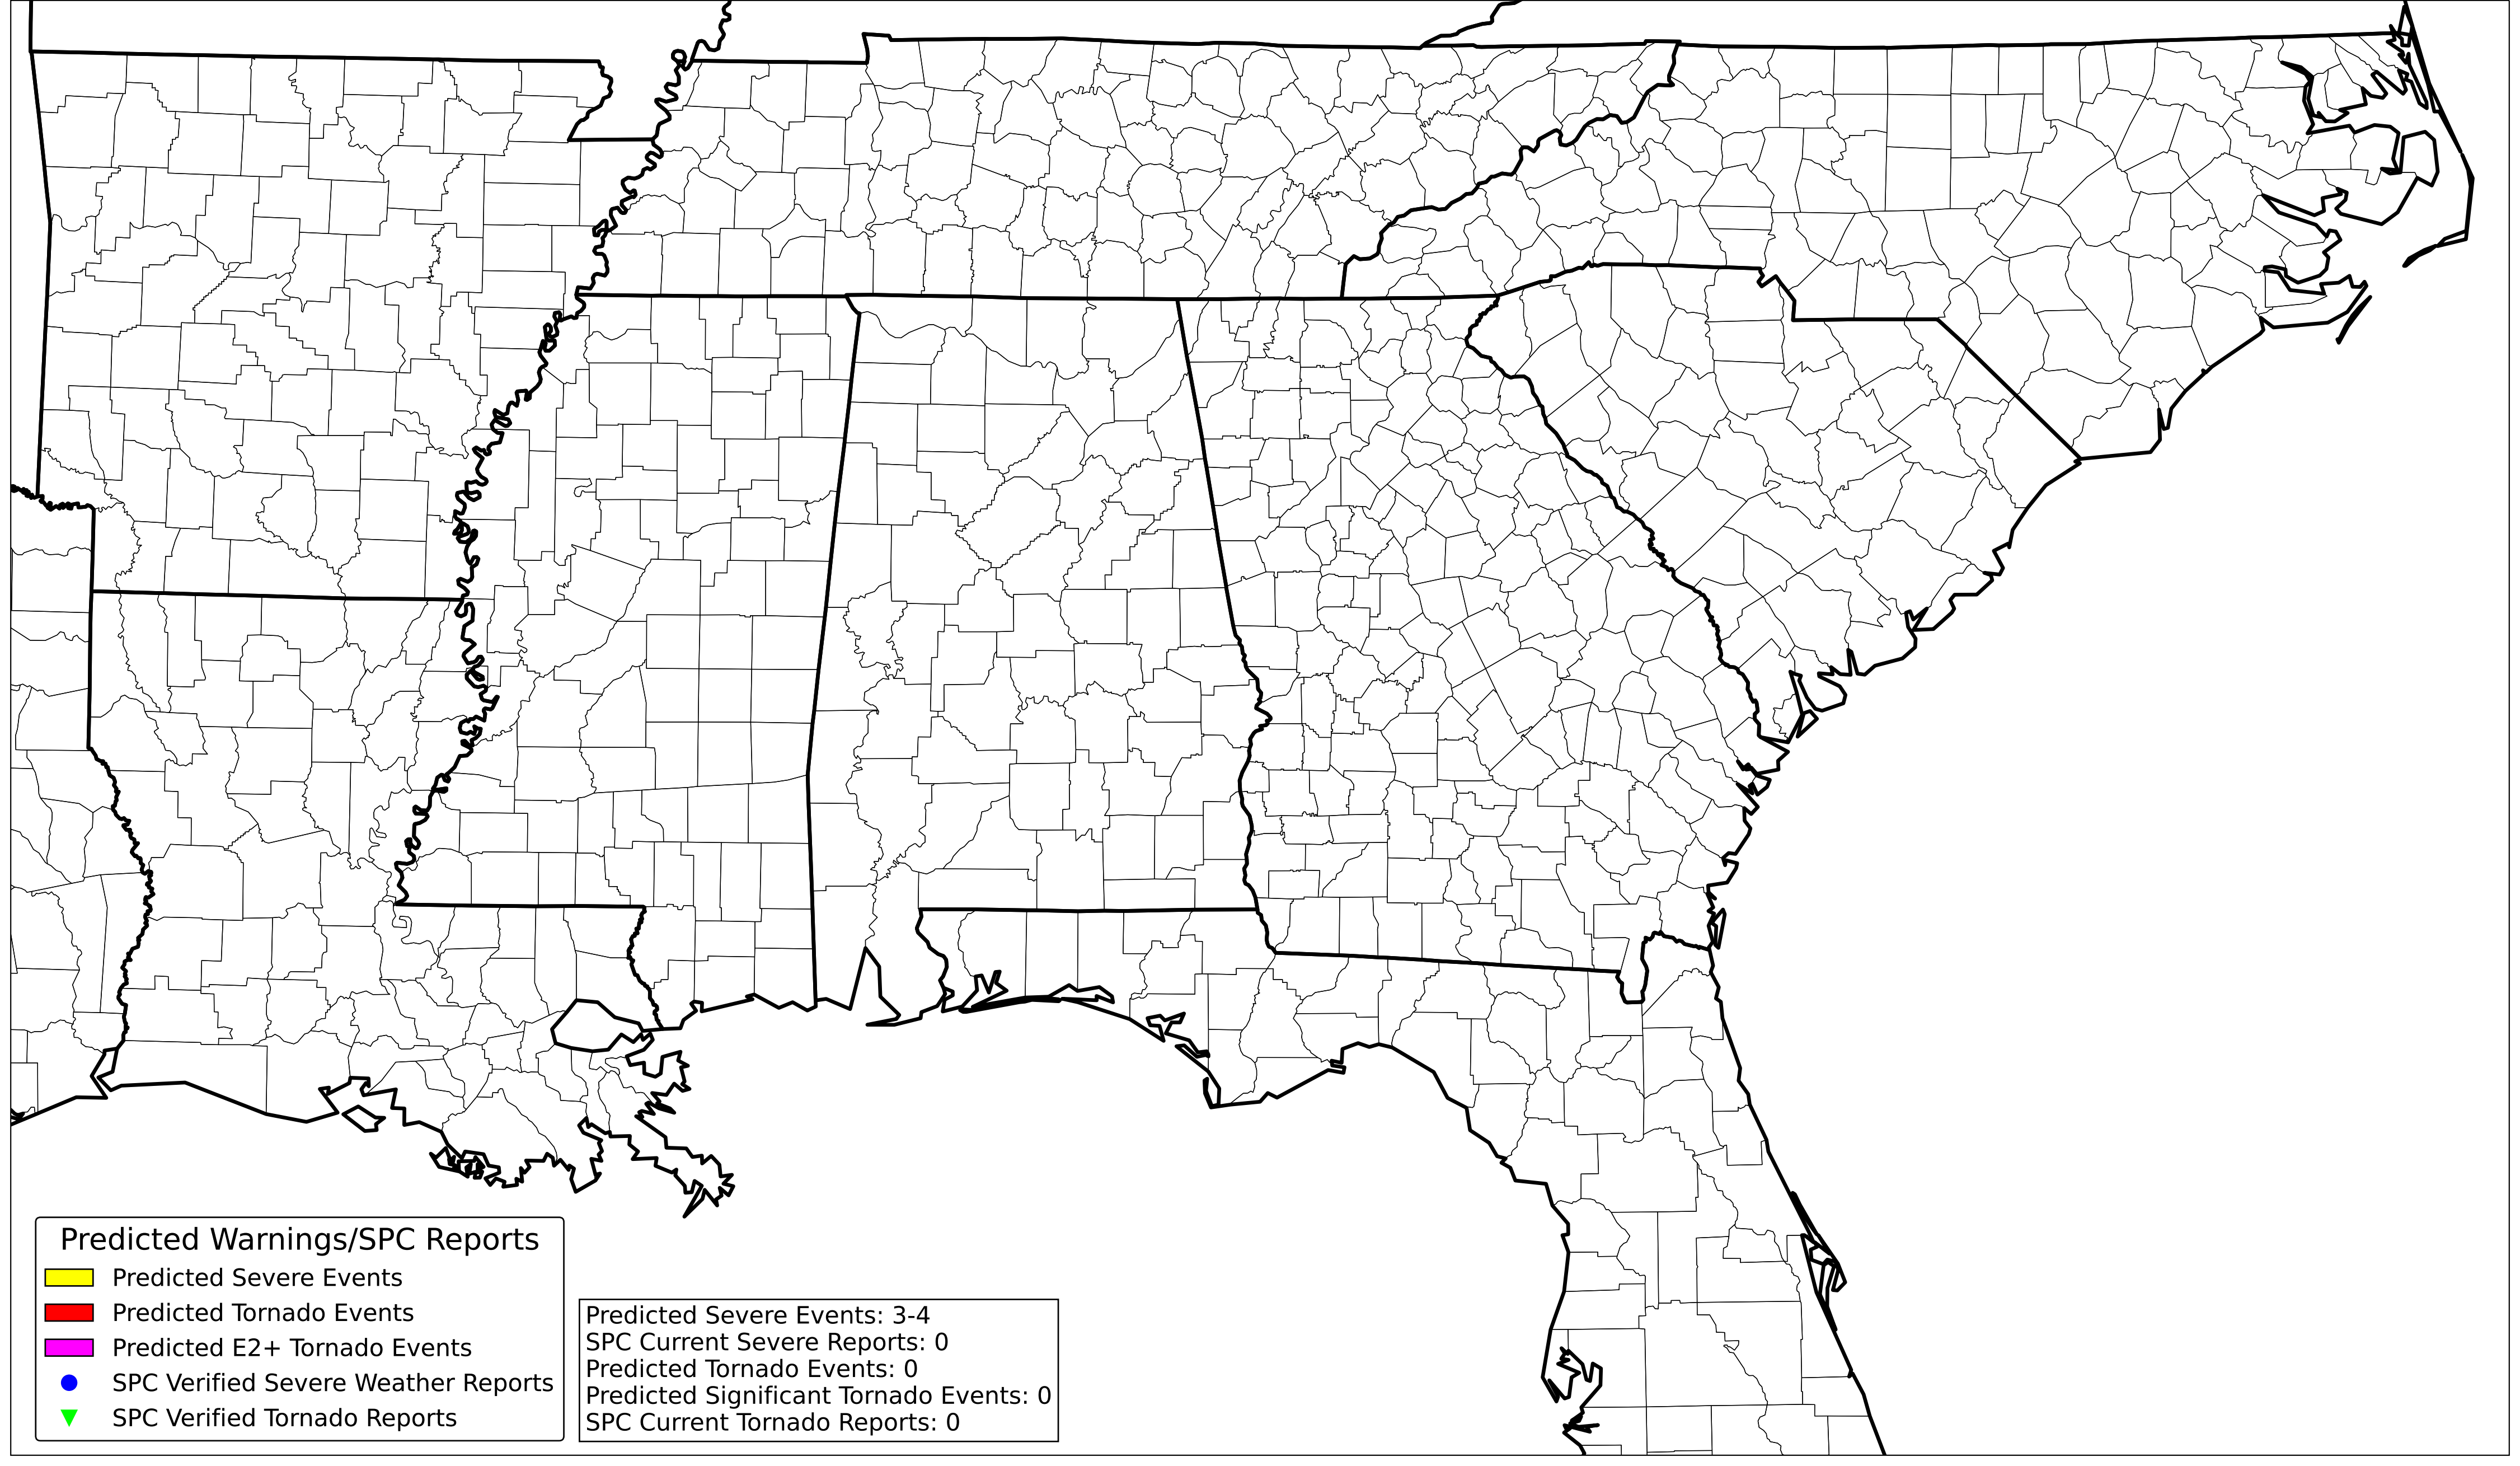 Predicted Warnings/SPC Reports
Predicted Severe Events
Predicted Tornado Events
Predicted E2+ Tornado Events
SPC Verified Severe Weather Reports
SPC Verified Tornado Reports
Predicted Severe Events: 3-4
SPC Current Severe Reports: 0
Predicted Tornado Events: 0
Predicted Significant Tornado Events: 0
SPC Current Tornado Reports: 0